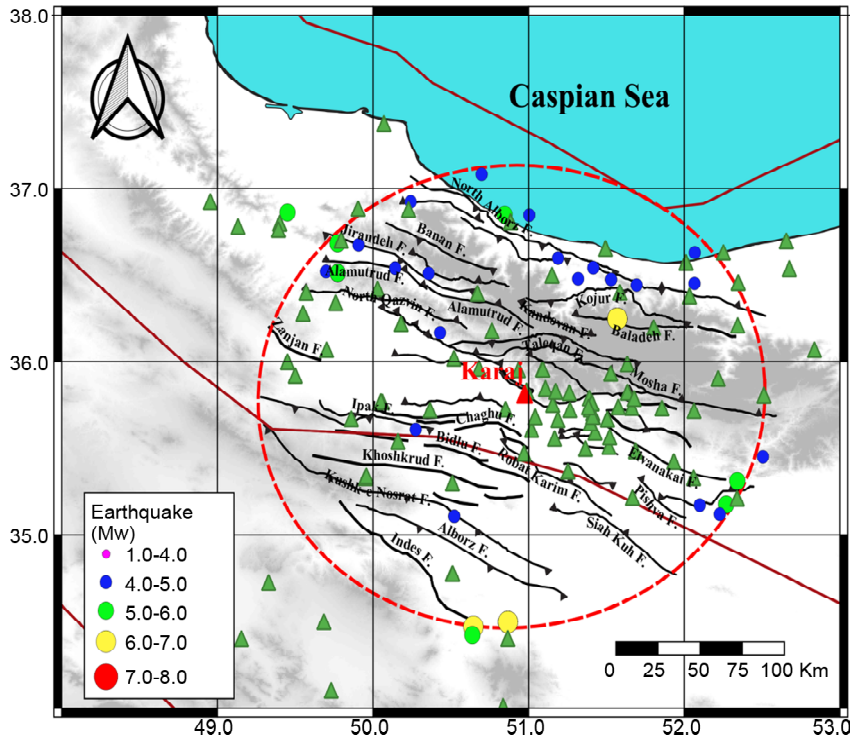 38.0
Caspian Sea
37.0
North Alborz F.
Jirandeh F.
Banan F.
Alamutrud F.
North Qazvin F.
Alamutrud F.
Kandovan F.
Kojur F.
Baladeh F.
Zanjan F.
Taloqan F.
36.0
Karaj
Mosha F.
Ipak F.
Chaghu F.
Bidlu F.
Khoshkrud F.
Robat Karim F.
Eivanakai F.
Kushk-e Nosrat F.
Pishva F.
35.0
Alborz F.
Siah Kuh F.
Indes F.
Earthquake
(Mw)
1.0-4.0
4.0-5.0
5.0-6.0
6.0-7.0
7.0-8.0
0 25 50 75 100 Km
49.0 50.0 51.0 52.0 53.0